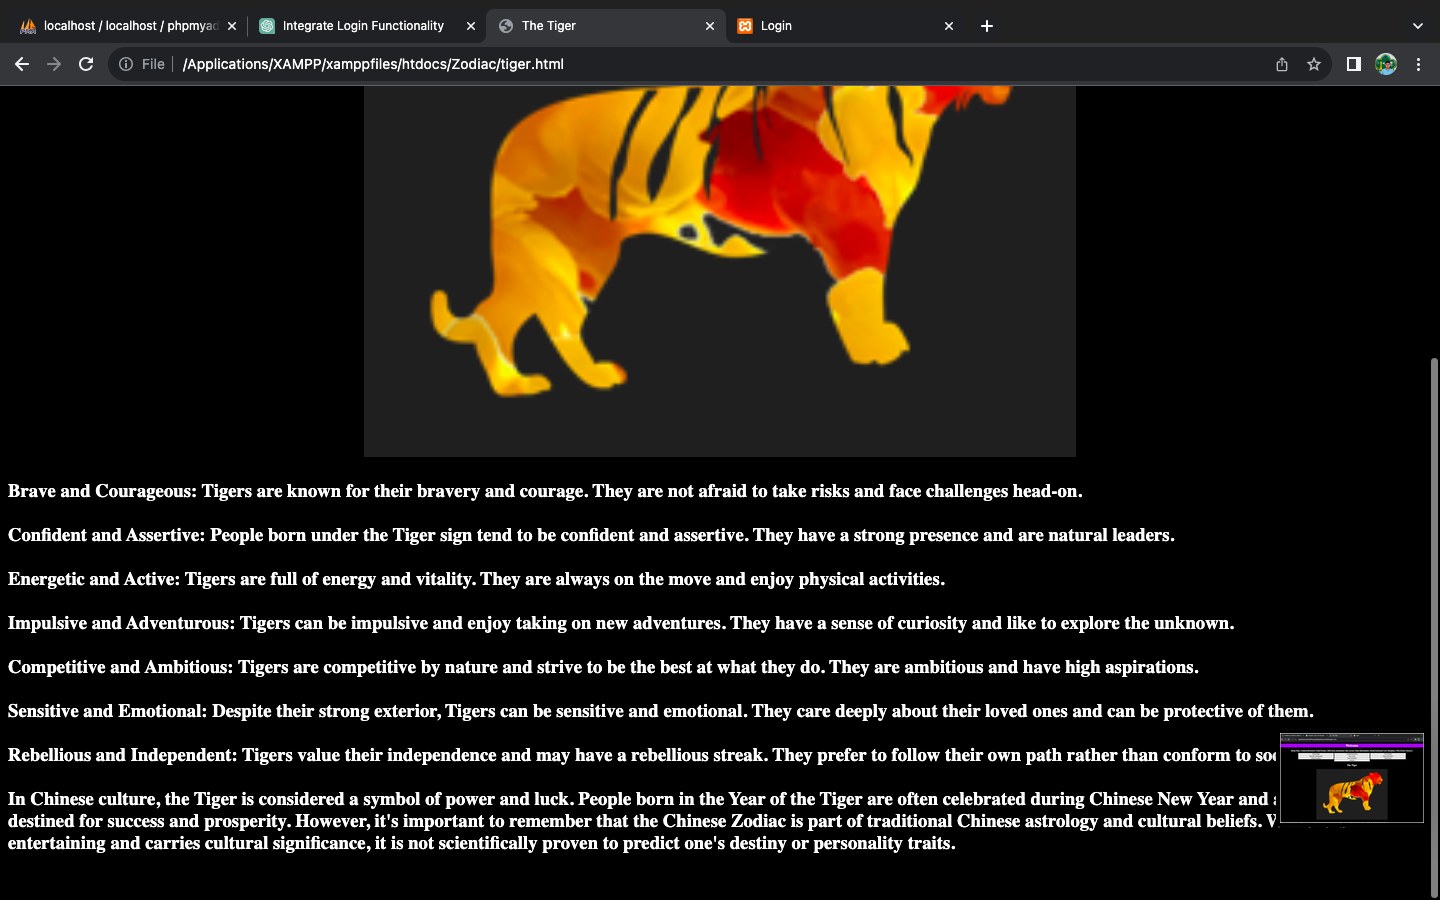 localhost / localhost / phpmyad
Integrate Login Functionality
The Tiger
Login
File
/Applications/XAMPP/xamppfiles/htdocs/Zodiac/tiger.html
Brave and Courageous: Tigers are known for their bravery and courage. They are not afraid to take risks and face challenges head-on.
Confident and Assertive: People born under the Tiger sign tend to be confident and assertive. They have a strong presence and are natural leaders.
Energetic and Active: Tigers are full of energy and vitality. They are always on the move and enjoy physical activities.
Impulsive and Adventurous: Tigers can be impulsive and enjoy taking on new adventures. They have a sense of curiosity and like to explore the unknown.
Competitive and Ambitious: Tigers are competitive by nature and strive to be the best at what they do. They are ambitious and have high aspirations.
Sensitive and Emotional: Despite their strong exterior, Tigers can be sensitive and emotional. They care deeply about their loved ones and can be protective of them.
Rebellious and Independent: Tigers value their independence and may have a rebellious streak. They prefer to follow their own path rather than conform to
In Chinese culture, the Tiger is considered a symbol of power and luck. People born in the Year of the Tiger are often celebrated during Chinese New Year and
destined for success and prosperity. However, it's important to remember that the Chinese Zodiac is part of traditional Chinese astrology and cultural beliefs.
entertaining and carries cultural significance, it is not scientifically proven to predict one's destiny or personality traits.